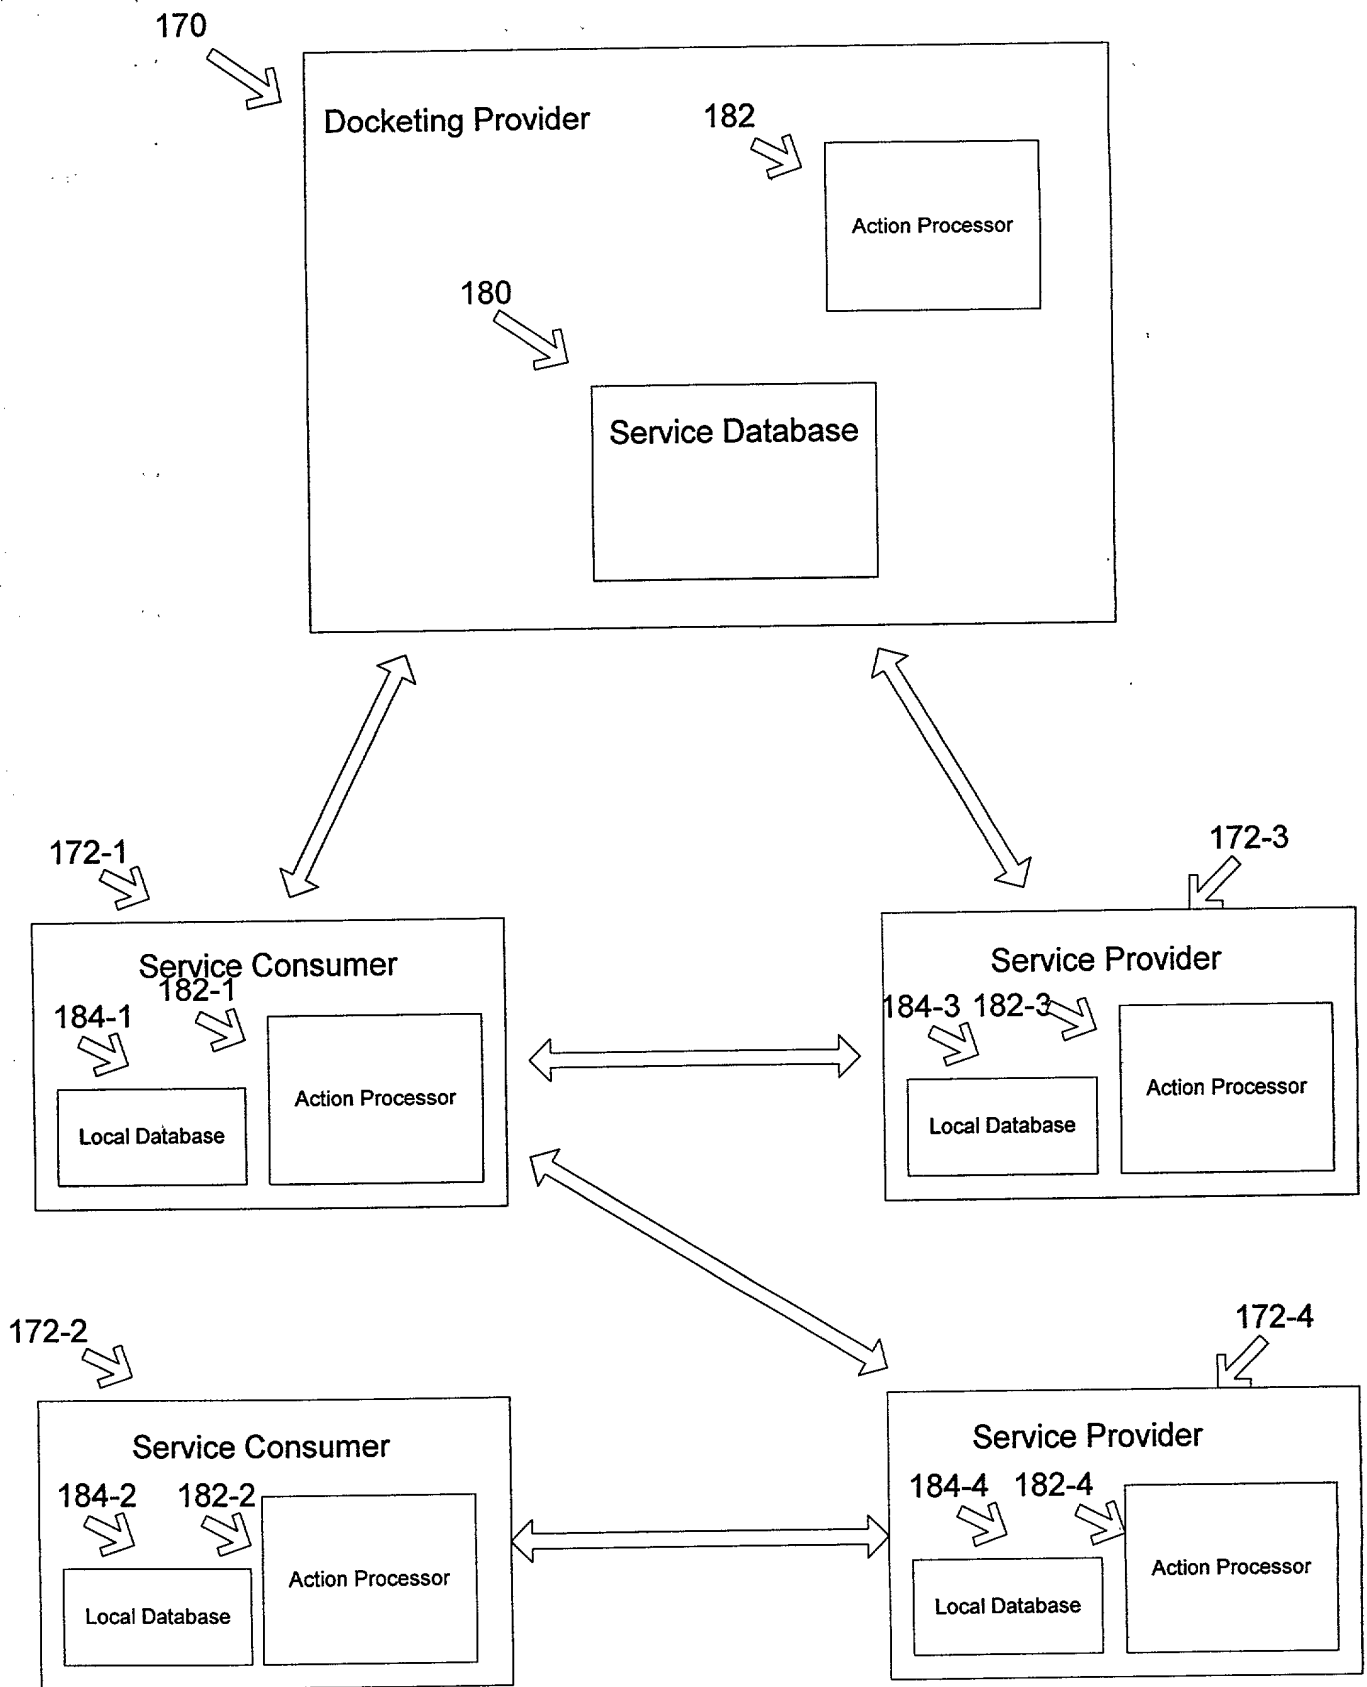 170
Docketing Provider
182
Action Processor
180
Service Database
172-1
172-3
Service Consumer
182-1
184-1
Action Processor
Local Database
Service Provider
184-3
182-3
Action Processor
Local Database
172-2
172-4
Service Consumer
184-2
182-2
Action Processor
Local Database
Service Provider
184-4
182-4
Action Processor
Local Database